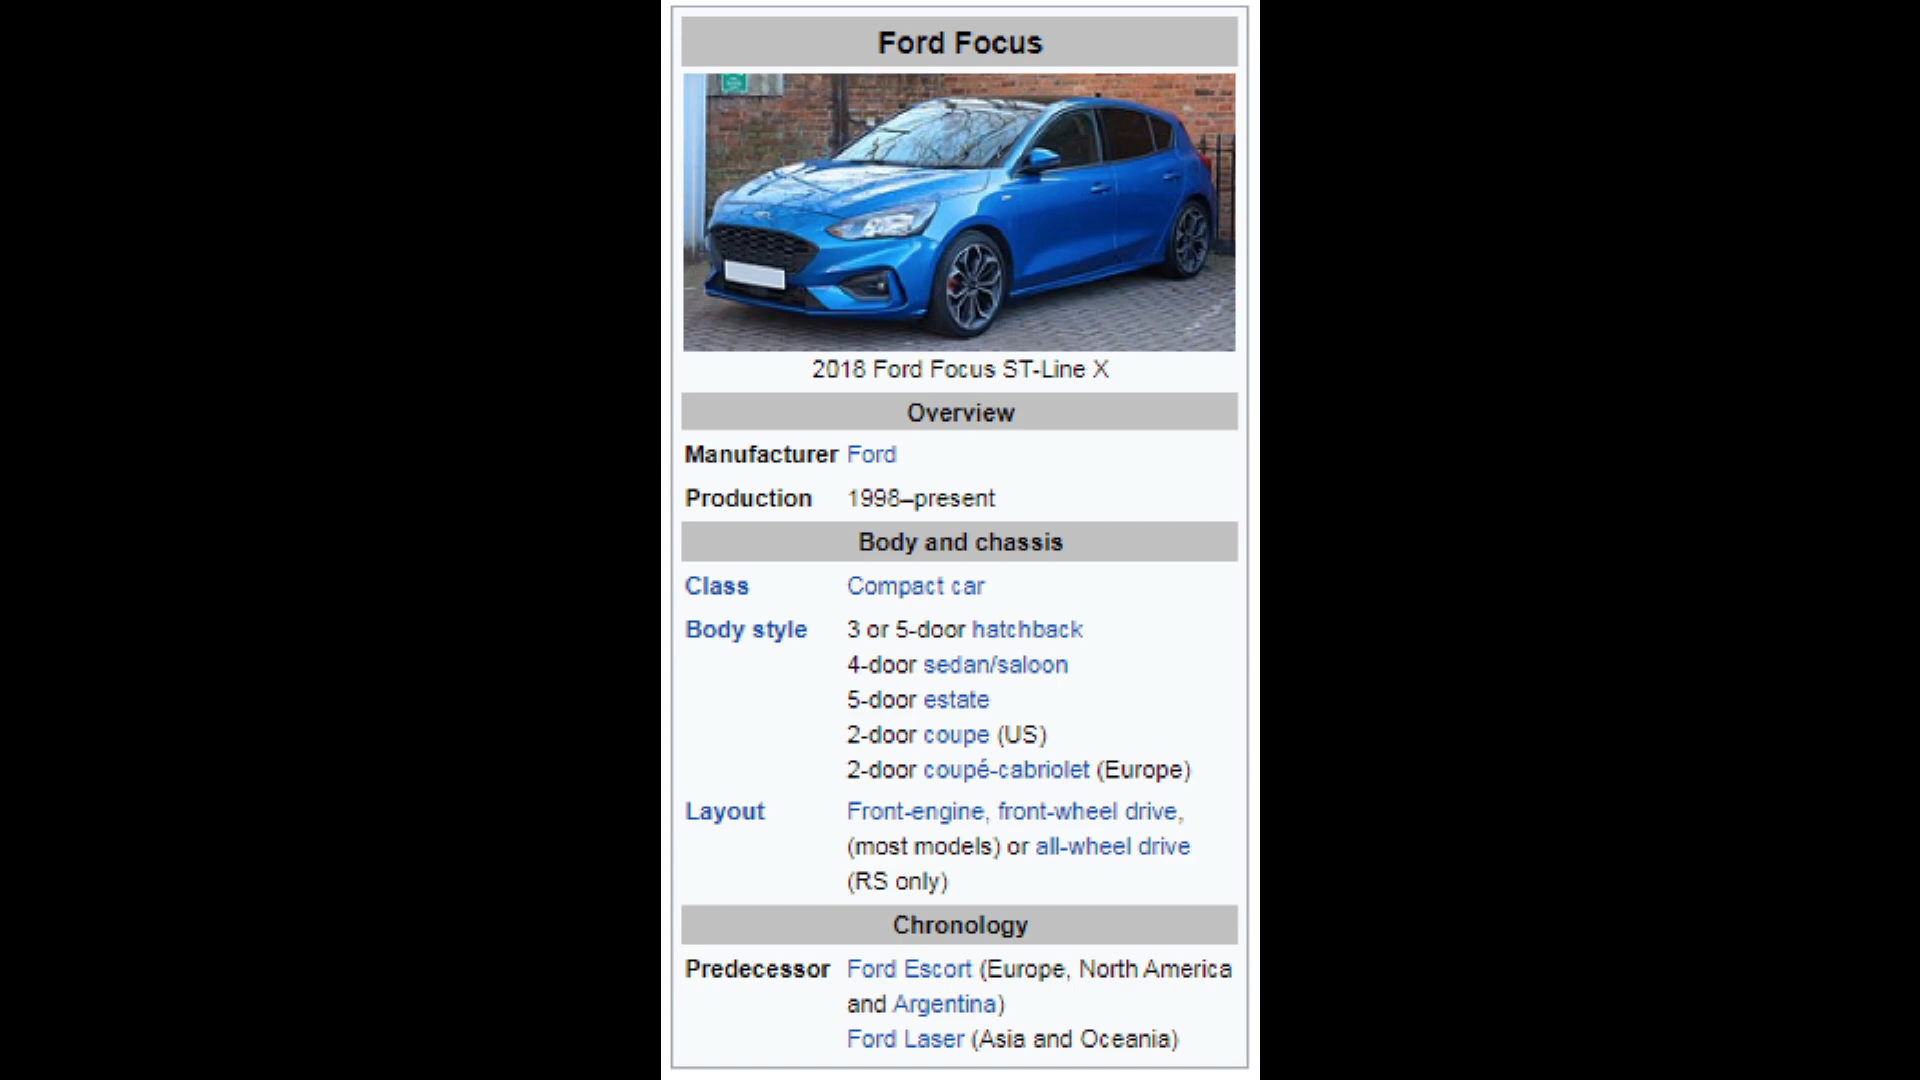 Ford Focus
2018 Ford Focus ST-Line X
Overview
Manufacturer Ford
Production 1998–present
Body and chassis
Class Compact car
Body style 3 or 5-door hatchback
4-door sedan/saloon
5-door estate
2-door coupe (US)
2-door coupé-cabriolet (Europe)
Layout Front-engine, front-wheel drive,
(most models) or all-wheel drive
(RS only)
Chronology
Predecessor Ford Escort (Europe, North America
and Argentina)
Ford Laser (Asia and Oceania)